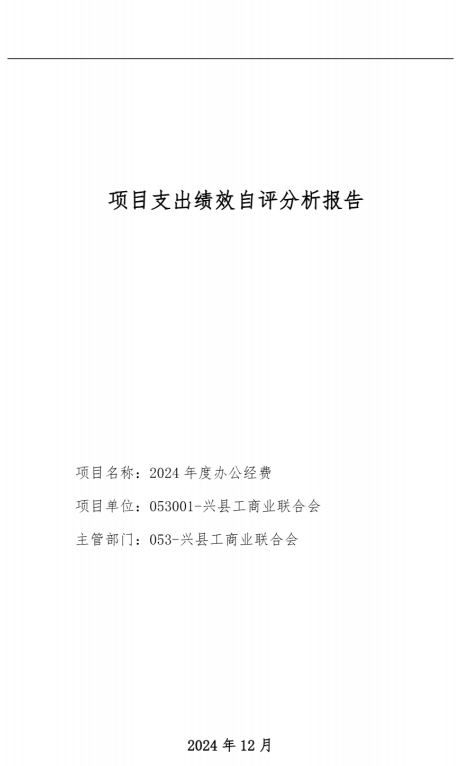 项目支出绩效自评分析报告
项目名称：2024 年度办公经费
项目单位：053001-兴县工商业联合会
主管部门：053-兴县工商业联合会
2024 年 12 月